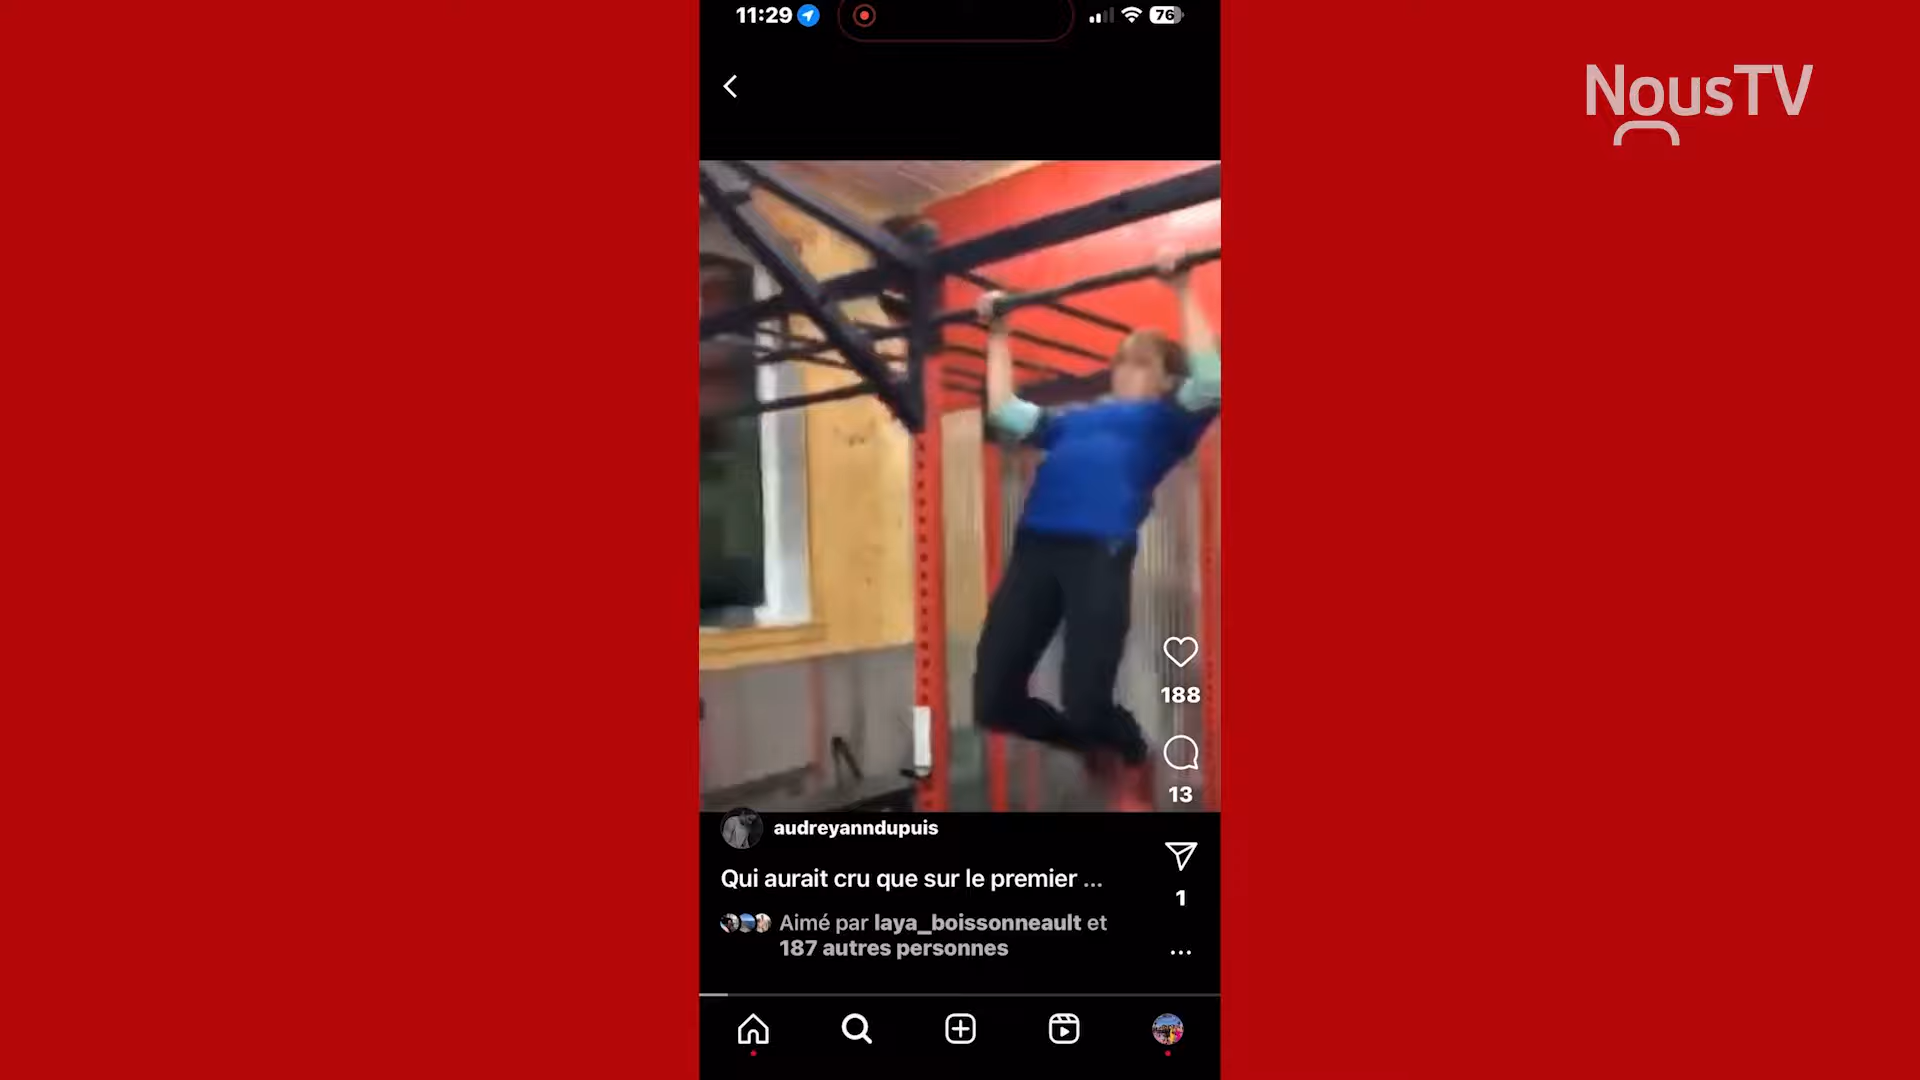 11:29
76
NousTV
188
13
audreyanndupuis
Qui aurait cru que sur le premier ...
1
Aimé par laya_boissonneault et
187 autres personnes